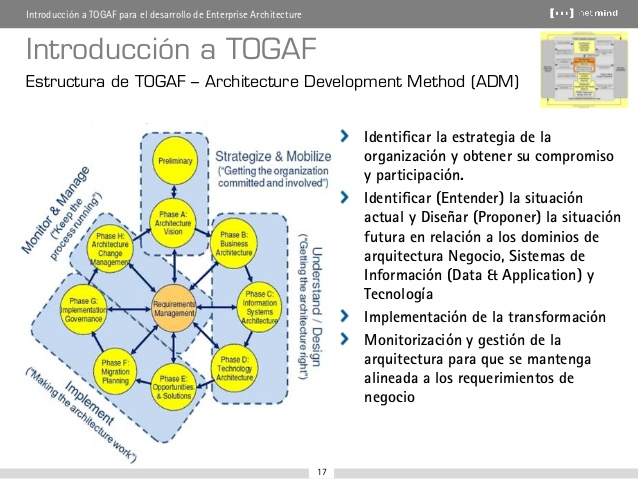 Introducción a TOGAF para el desarrollo de Enterprise Architecture
net mind
Introducción a TOGAF
Estructura de TOGAF – Architecture Development Method (ADM)
Preliminary
Strategize & Mobilize
("Getting the organization
committed and involved")
Monitor & Manage
("Keep the
process running")
Phase A:
Architecture
Vision
Phase H:
Architecture
Change
Management
Phase B:
Business
Architecture
Phase G:
Implementation
Governance
Requirements
Management
Phase C:
Information
Systems
Architecture
Understand / Design
("Getting the architecture right")
Phase F:
Migration
Planning
Phase E:
Opportunities
& Solutions
Phase D:
Technology
Architecture
Implement
("Making the architecture work")
Identificar la estrategia de la
organización y obtener su compromiso
y participación.
Identificar (Entender) la situación
actual y Diseñar (Proponer) la situación
futura en relación a los dominios de
arquitectura Negocio, Sistemas de
Información (Data & Application) y
Tecnología
Implementación de la transformación
Monitorización y gestión de la
arquitectura para que se mantenga
alineada a los requerimientos de
negocio
17